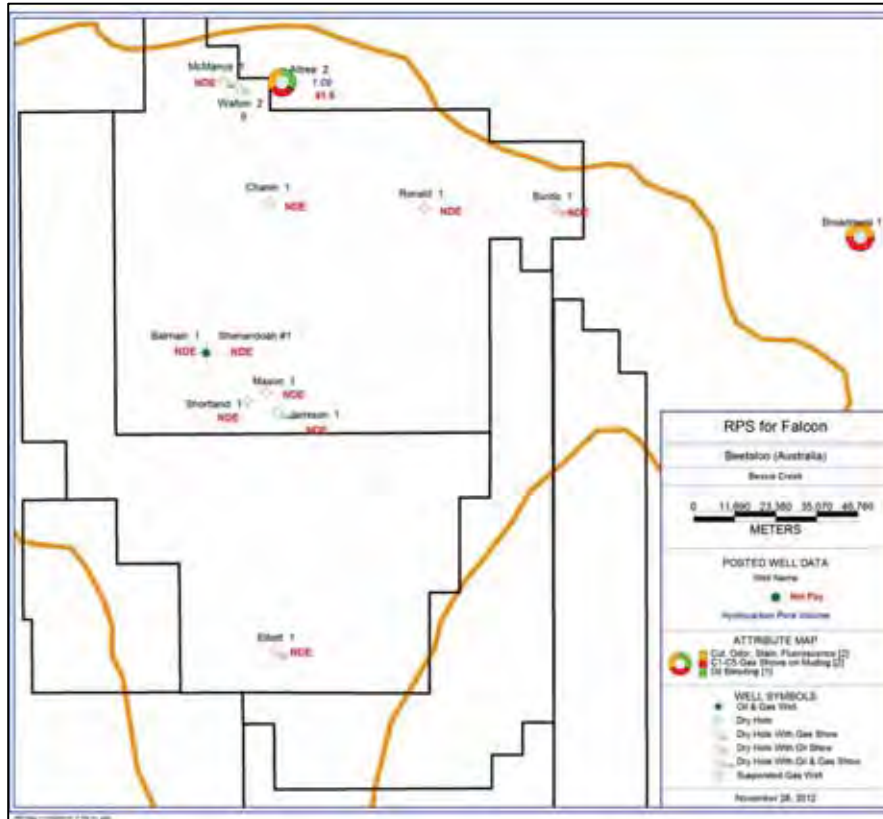 McManus 1
NDE
Walton 2
0
Altree 2
1.09
Chanin 1
NDE
Ronald 1
NDE
Burdo 1
NDE
Broadmere 1
Balmain 1
NDE
Shenandoah #1
NDE
Mason 1
NDE
Shortland 1
NDE
Jamison 1
NDE
Elliott 1
NDE
RPS for Falcon
Beetaloo (Australia)
Bessie Creek
0 11,690 23,380 35,070 46,760
METERS
POSTED WELL DATA
Well Name
Net Pay
Hydrocarbon Pore Volume
ATTRIBUTE MAP
Cut, Odor, Stain, Fluorescence [2]
C1-C5 Gas Shows on Mudlog [2]
Oil Bleeding [1]
WELL SYMBOLS
Oil & Gas Well
Dry Hole
Dry Hole With Gas Show
Dry Hole With Oil Show
Dry Hole With Oil & Gas Show
Suspended Gas Well
November 28, 2012